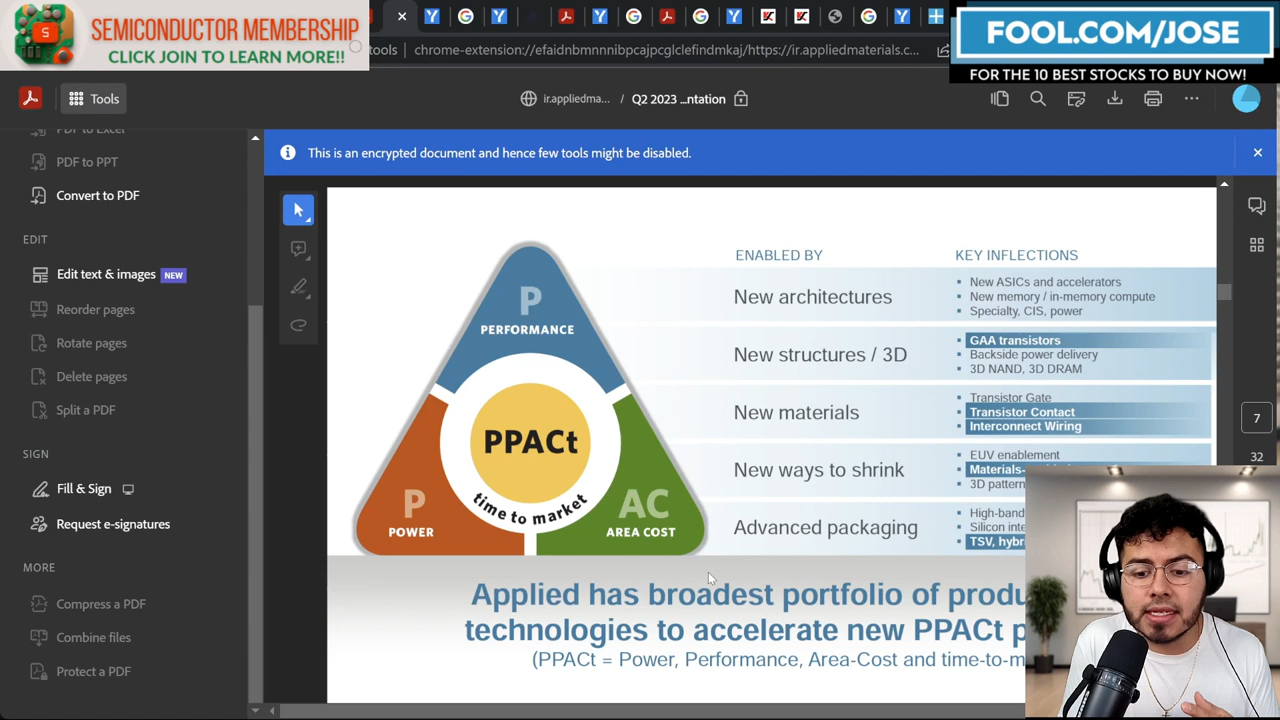 SEMICONDUCTOR MEMBERSHIP
CLICK JOIN TO LEARN MORE!!
FOOL.COM/JOSE
FOR THE 10 BEST STOCKS TO BUY NOW!
chrome-extension://efaidnbmnnnibpcajpcglclefindmkaj/https://ir.appliedmaterials.c...
Tools
ir.appliedma... / Q2 2023 ...ntation
This is an encrypted document and hence few tools might be disabled.
PDF to Excel
PDF to PPT
Convert to PDF
EDIT
Edit text & images NEW
Reorder pages
Rotate pages
Delete pages
Split a PDF
SIGN
Fill & Sign
Request e-signatures
MORE
Compress a PDF
Combine files
Protect a PDF
P
PERFORMANCE
PPACt
time to market
P
POWER
AC
AREA COST
ENABLED BY
KEY INFLECTIONS
New architectures
New ASICs and accelerators
New memory / in-memory compute
Specialty, CIS, power
New structures / 3D
GAA transistors
Backside power delivery
3D NAND, 3D DRAM
New materials
Transistor Gate
Transistor Contact
Interconnect Wiring
New ways to shrink
EUV enablement
Materials-
3D
Advanced packaging
Silicon
TSV,
Applied has broadest portfolio of
technologies to accelerate new PPACt
(PPACt = Power, Performance, Area-Cost and
7
32